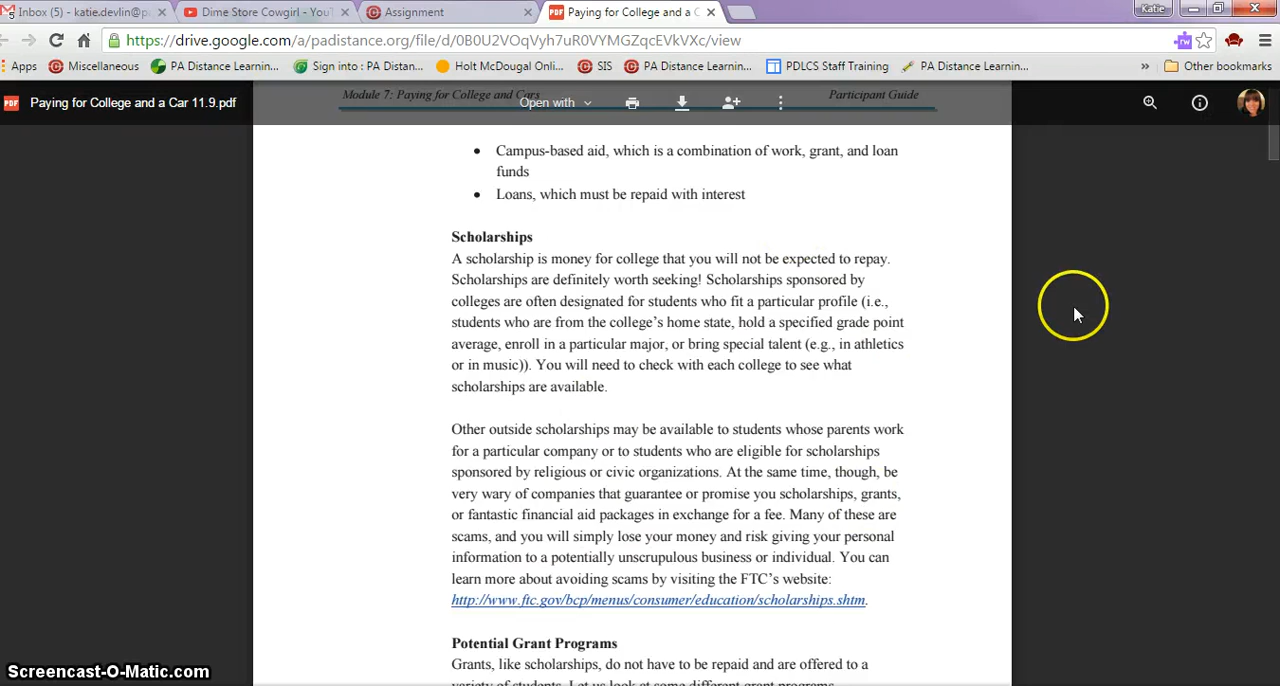 Inbox (5) - katie.devlin@p
Dime Store Cowgirl - YouT
Assignment
Paying for College and a C
Katie
https://drive.google.com/a/padistance.org/file/d/0B0U2VOqVyh7uR0VYMGZqcEVkVXc/view
Apps
Miscellaneous
PA Distance Learnin...
Sign into : PA Distan...
Holt McDougal Onl...
SIS
PA Distance Learnin...
PDLCS Staff Training
PA Distance Learnin...
»
Other bookmarks
Paying for College and a Car 11.9.pdf
Module 7: Paying for College and Cars
Participant Guide
Open with
• Campus-based aid, which is a combination of work, grant, and loan
funds
• Loans, which must be repaid with interest
Scholarships
A scholarship is money for college that you will not be expected to repay.
Scholarships are definitely worth seeking! Scholarships sponsored by
colleges are often designated for students who fit a particular profile (i.e.,
students who are from the college's home state, hold a specified grade point
average, enroll in a particular major, or bring special talent (e.g., in athletics
or in music)). You will need to check with each college to see what
scholarships are available.
Other outside scholarships may be available to students whose parents work
for a particular company or to students who are eligible for scholarships
sponsored by religious or civic organizations. At the same time, though, be
very wary of companies that guarantee or promise you scholarships, grants,
or fantastic financial aid packages in exchange for a fee. Many of these are
scams, and you will simply lose your money and risk giving your personal
information to a potentially unscrupulous business or individual. You can
learn more about avoiding scams by visiting the FTC's website:
http://www.ftc.gov/bcp/menus/consumer/education/scholarships.shtm.
Potential Grant Programs
Grants, like scholarships, do not have to be repaid and are offered to a
variety of students. Let us look at some different grant programs
Screencast-O-Matic.com